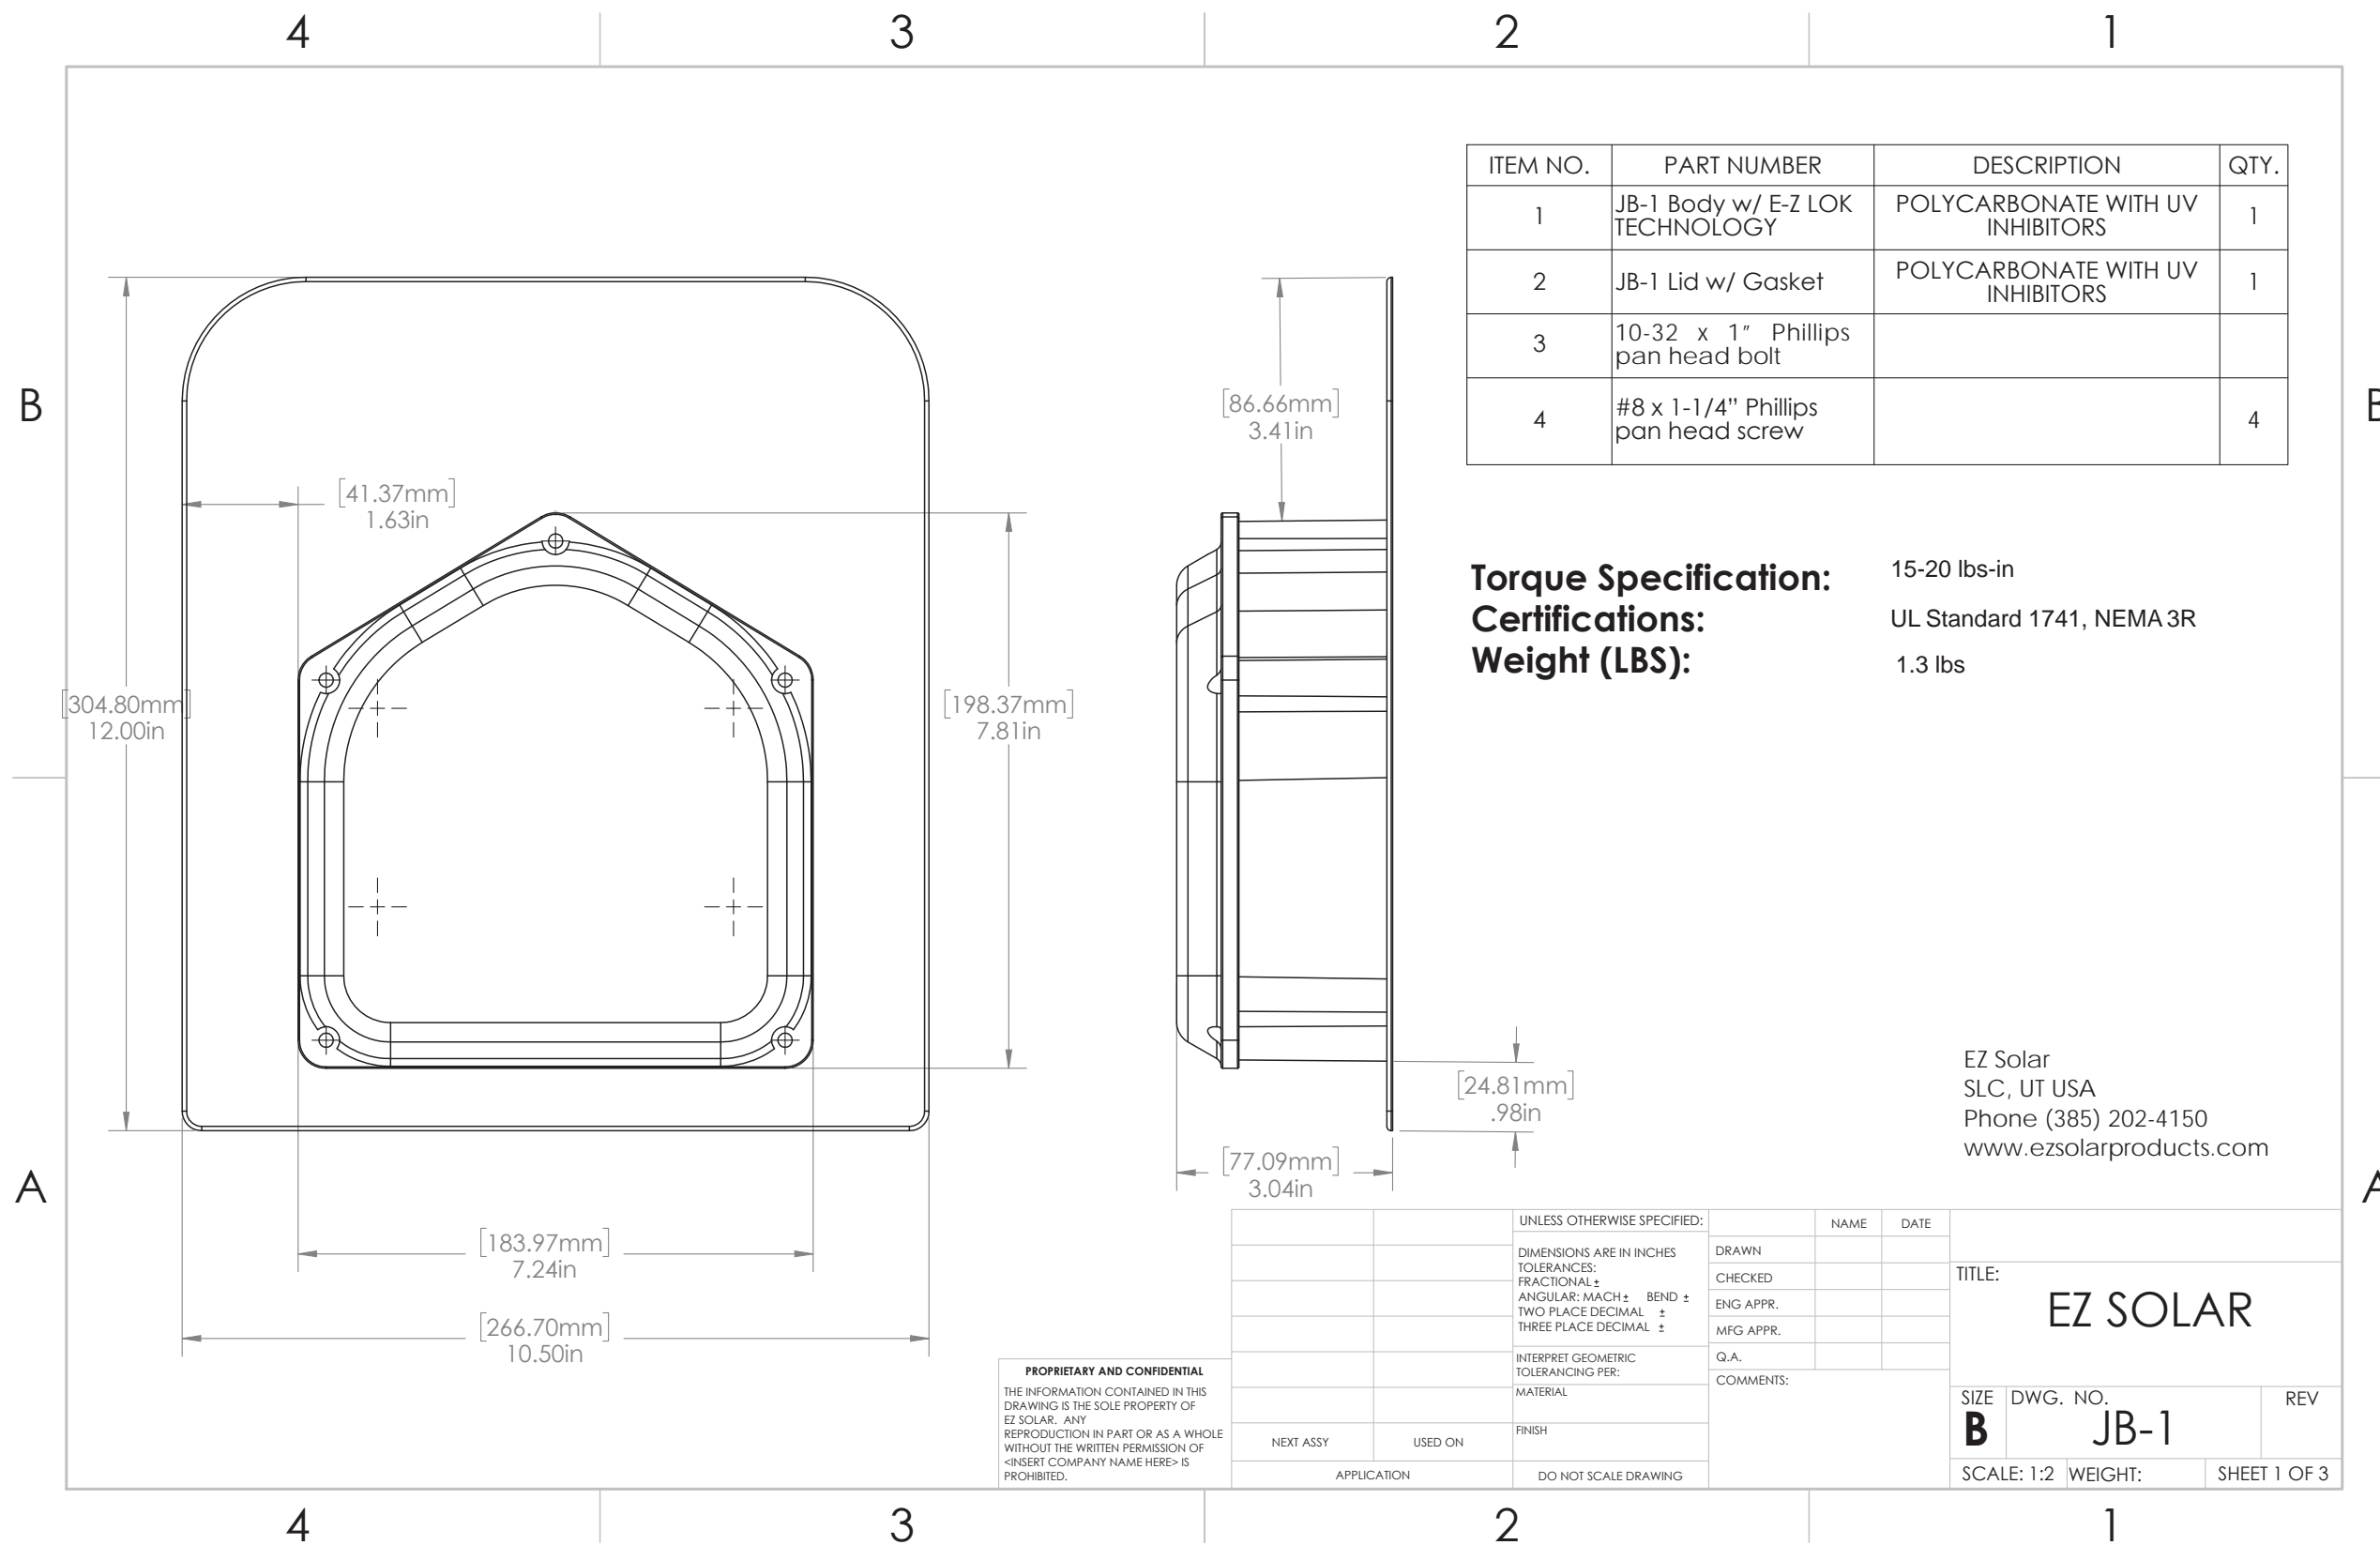 4 3 2 1
ITEM NO. PART NUMBER DESCRIPTION QTY.
1 JB-1 Body w/ E-Z LOK TECHNOLOGY POLYCARBONATE WITH UV INHIBITORS 1
2 JB-1 Lid w/ Gasket POLYCARBONATE WITH UV INHIBITORS 1
3 10-32 x 1" Phillips pan head bolt
4 #8 x 1-1/4” Phillips pan head screw 4
B B
[86.66mm]
3.41in
[41.37mm]
1.63in
[304.80mm]
12.00in
[198.37mm]
7.81in
Torque Specification: 15-20 lbs-in
Certifications: UL Standard 1741, NEMA 3R
Weight (LBS): 1.3 lbs
[24.81mm]
.98in
[77.09mm]
3.04in
EZ Solar
SLC, UT USA
Phone (385) 202-4150
www.ezsolarproducts.com
A A
[183.97mm]
7.24in
[266.70mm]
10.50in
PROPRIETARY AND CONFIDENTIAL
THE INFORMATION CONTAINED IN THIS
DRAWING IS THE SOLE PROPERTY OF
EZ SOLAR. ANY
REPRODUCTION IN PART OR AS A WHOLE
WITHOUT THE WRITTEN PERMISSION OF
<INSERT COMPANY NAME HERE> IS
PROHIBITED.
NEXT ASSY USED ON
APPLICATION
UNLESS OTHERWISE SPECIFIED:
DIMENSIONS ARE IN INCHES
TOLERANCES:
FRACTIONAL ±
ANGULAR: MACH ± BEND ±
TWO PLACE DECIMAL ±
THREE PLACE DECIMAL ±
INTERPRET GEOMETRIC
TOLERANCING PER:
MATERIAL
FINISH
DO NOT SCALE DRAWING
NAME DATE
DRAWN
CHECKED
ENG APPR.
MFG APPR.
Q.A.
COMMENTS:
TITLE:
EZ SOLAR
SIZE DWG. NO. REV
B JB-1
SCALE: 1:2 WEIGHT: SHEET 1 OF 3
4 3 2 1